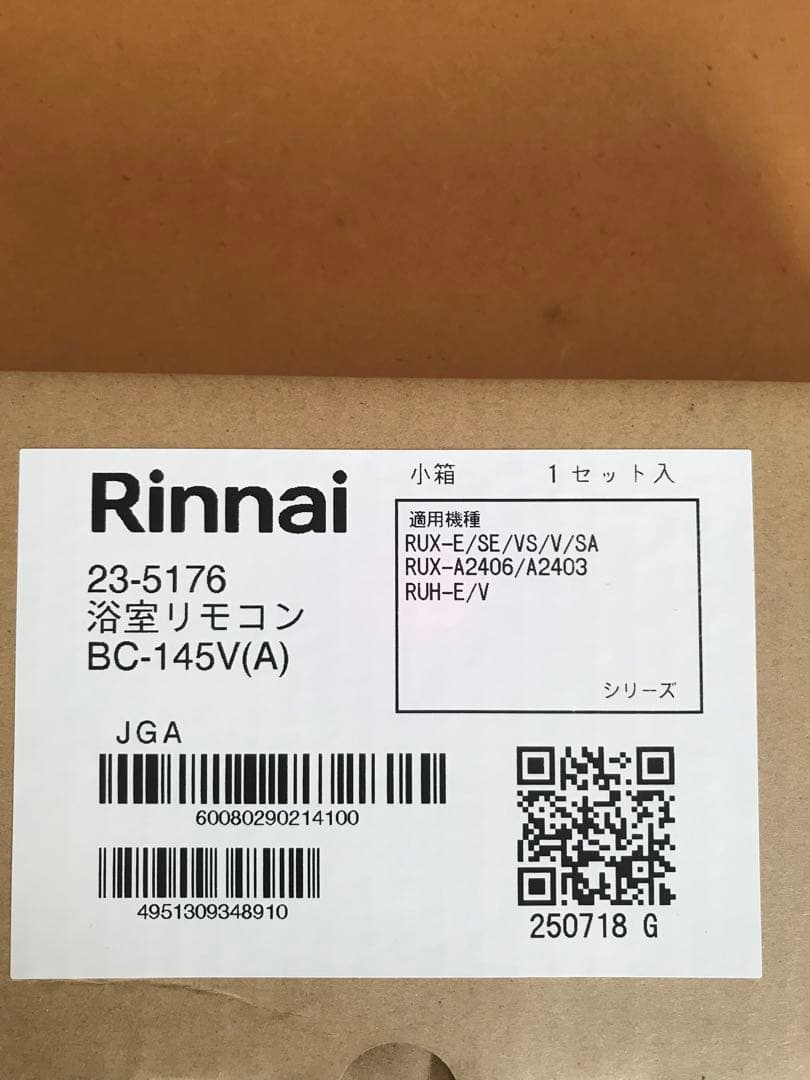 Rinnai
23-5176
浴室リモコン
BC-145V(A)
小箱 1セット入
適用機種
RUX-E/SE/VS/V/SA
RUX-A2406/A2403
RUH-E/V
シリーズ
JGA
60080290214100
4951309348910
250718 G